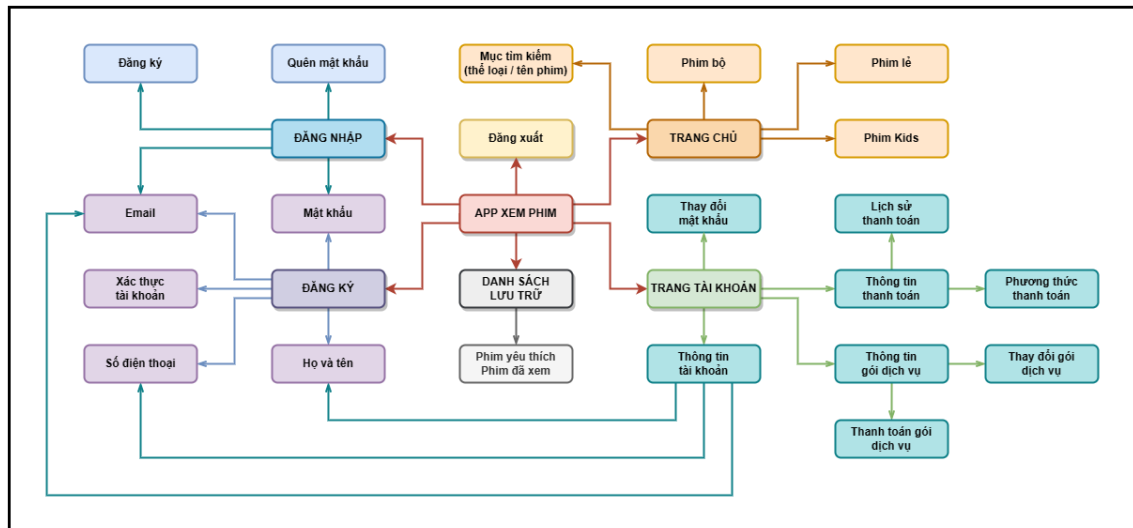 Đăng ký
Quên mật khẩu
Mục tìm kiếm
(thể loại / tên phim)
Phim bộ
Phim lẻ
ĐĂNG NHẬP
Đăng xuất
TRANG CHỦ
Phim Kids
Email
Mật khẩu
APP XEM PHIM
Thay đổi
mật khẩu
Lịch sử
thanh toán
Xác thực
tài khoản
ĐĂNG KÝ
DANH SÁCH
LƯU TRỮ
TRANG TÀI KHOẢN
Thông tin
thanh toán
Phương thức
thanh toán
Số điện thoại
Họ và tên
Phim yêu thích
Phim đã xem
Thông tin
tài khoản
Thông tin
gói dịch vụ
Thay đổi gói
dịch vụ
Thanh toán gói
dịch vụ